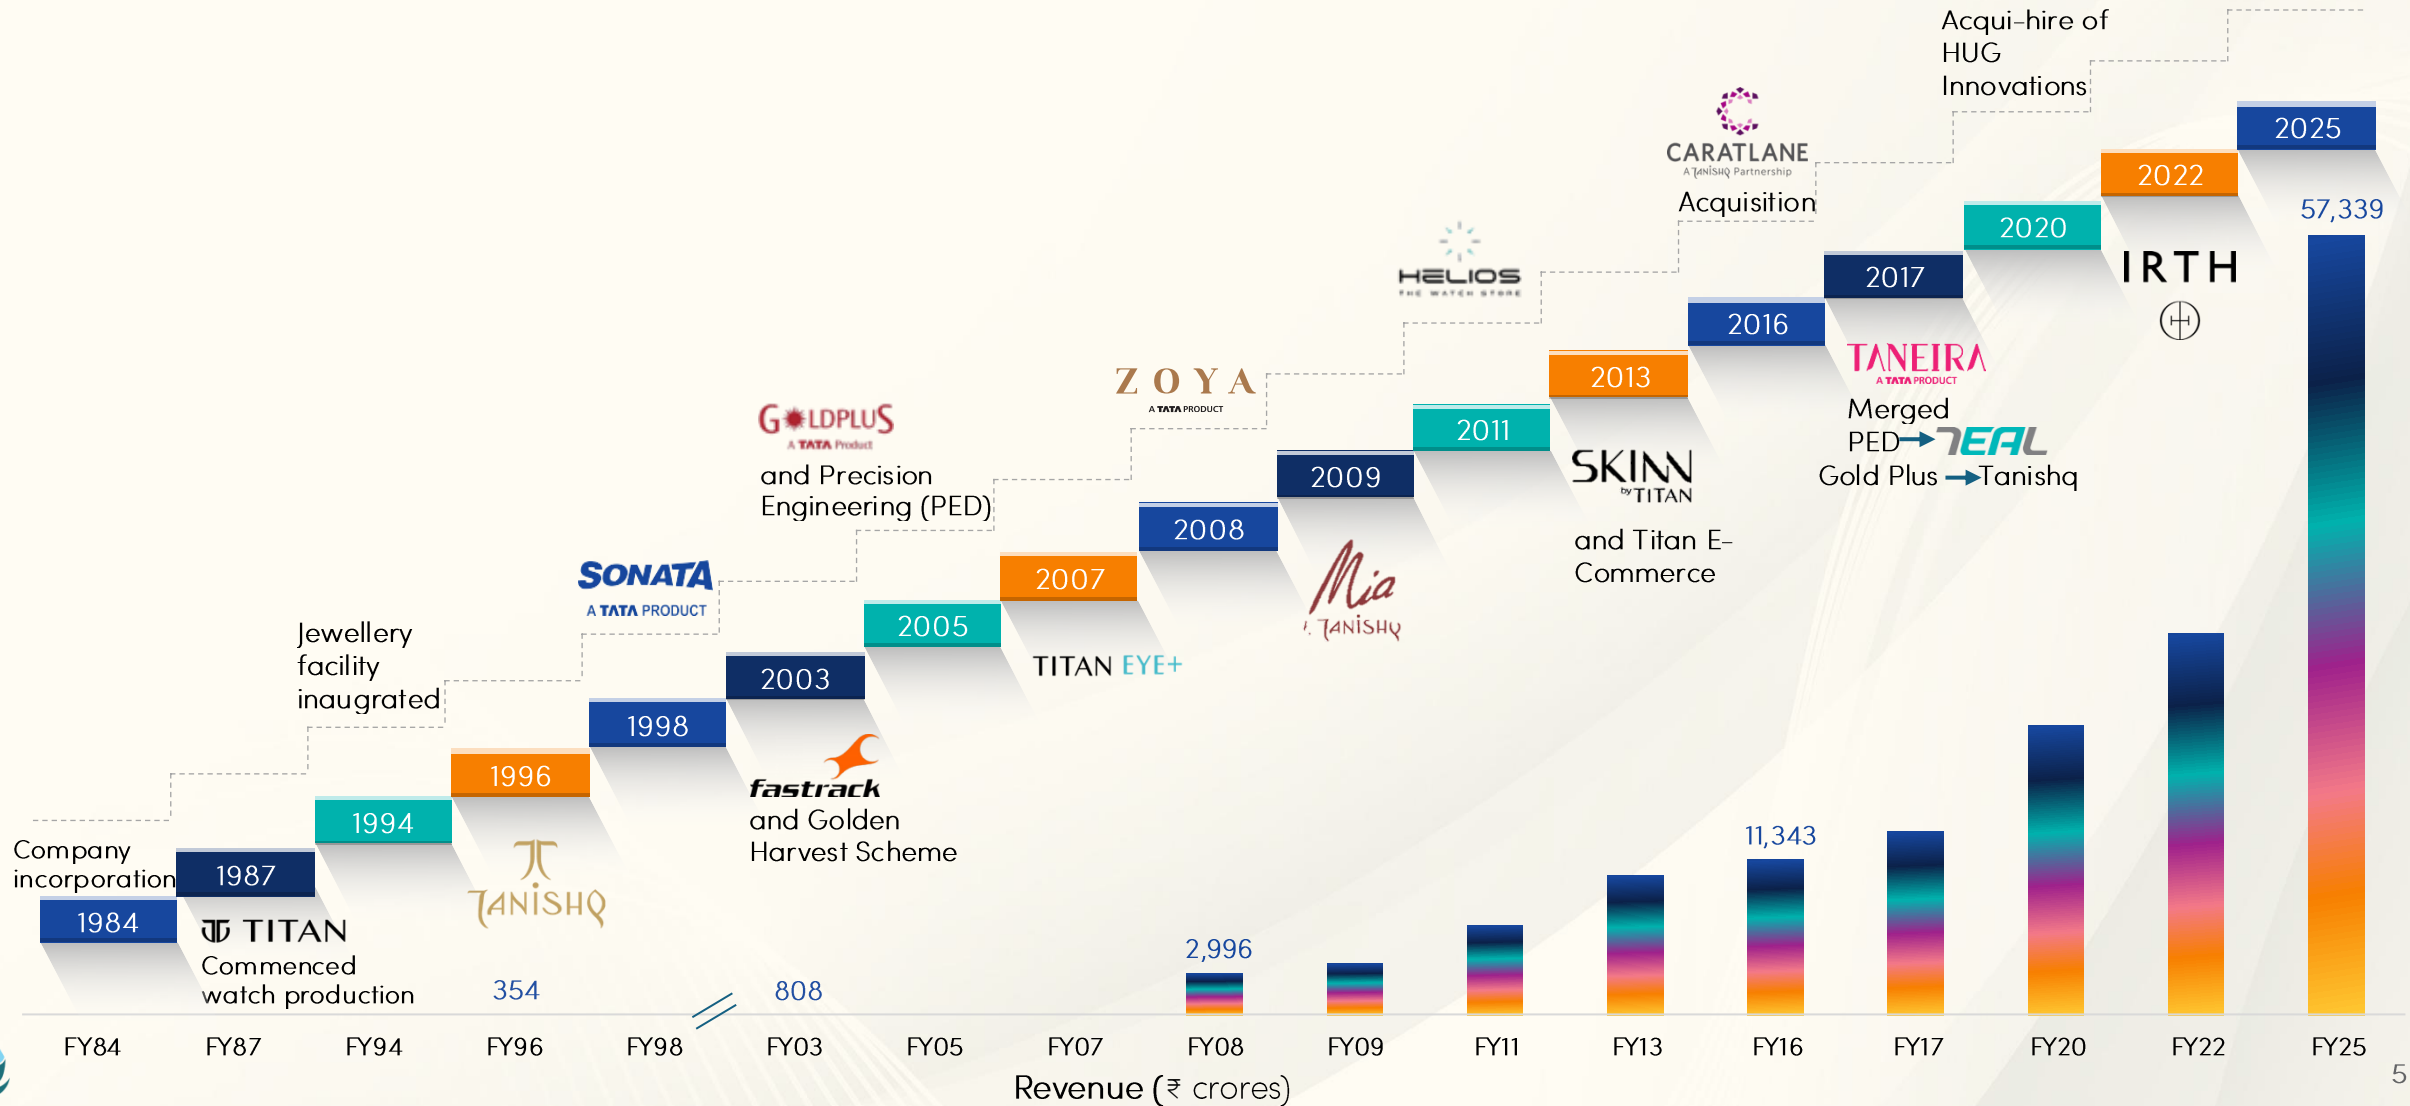 Company
incorporation
1984
1987
TITAN
Commenced
watch production
Jewellery
facility
inaugrated
1994
1996
TANISHQ
354
SONATA
A TATA PRODUCT
1998
2003
fastrack
and Golden
Harvest Scheme
808
GOLDPLUS
A TATA Product
and Precision
Engineering (PED)
2005
2007
TITAN EYE+
ZOYA
A TATA PRODUCT
2008
2,996
2009
Mia
TANISHQ
HELIOS
THE WATCH STORE
2011
2013
SKINN
by TITAN
and Titan E-
Commerce
CARATLANE
A TANISHQ Partnership
Acquisition
2016
11,343
2017
TANEIRA
A TATA PRODUCT
Merged
PED TEAL
Gold Plus Tanishq
Acqui-hire of
HUG
Innovations
2020
2022
IRTH
2025
57,339
FY84 FY87 FY94 FY96 FY98 FY03 FY05 FY07 FY08 FY09 FY11 FY13 FY16 FY17 FY20 FY22 FY25
Revenue (₹ crores)
5